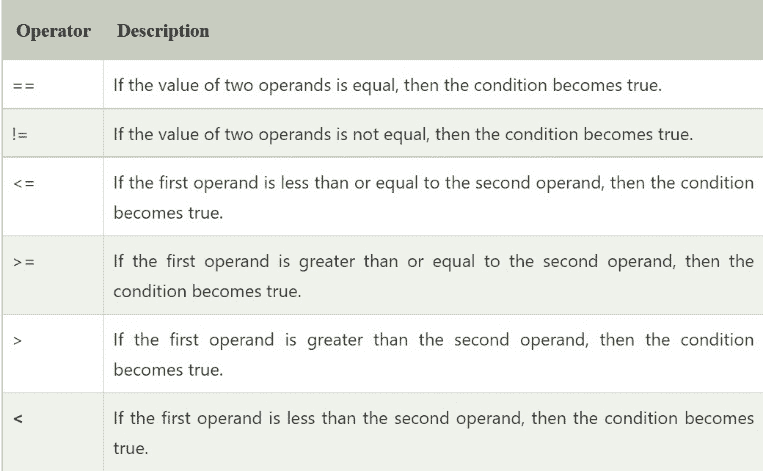 Operator Description
== If the value of two operands is equal, then the condition becomes true.
!= If the value of two operands is not equal, then the condition becomes true.
<= If the first operand is less than or equal to the second operand, then the condition
becomes true.
>= If the first operand is greater than or equal to the second operand, then the
condition becomes true.
> If the first operand is greater than the second operand, then the condition
becomes true.
< If the first operand is less than the second operand, then the condition becomes
true.